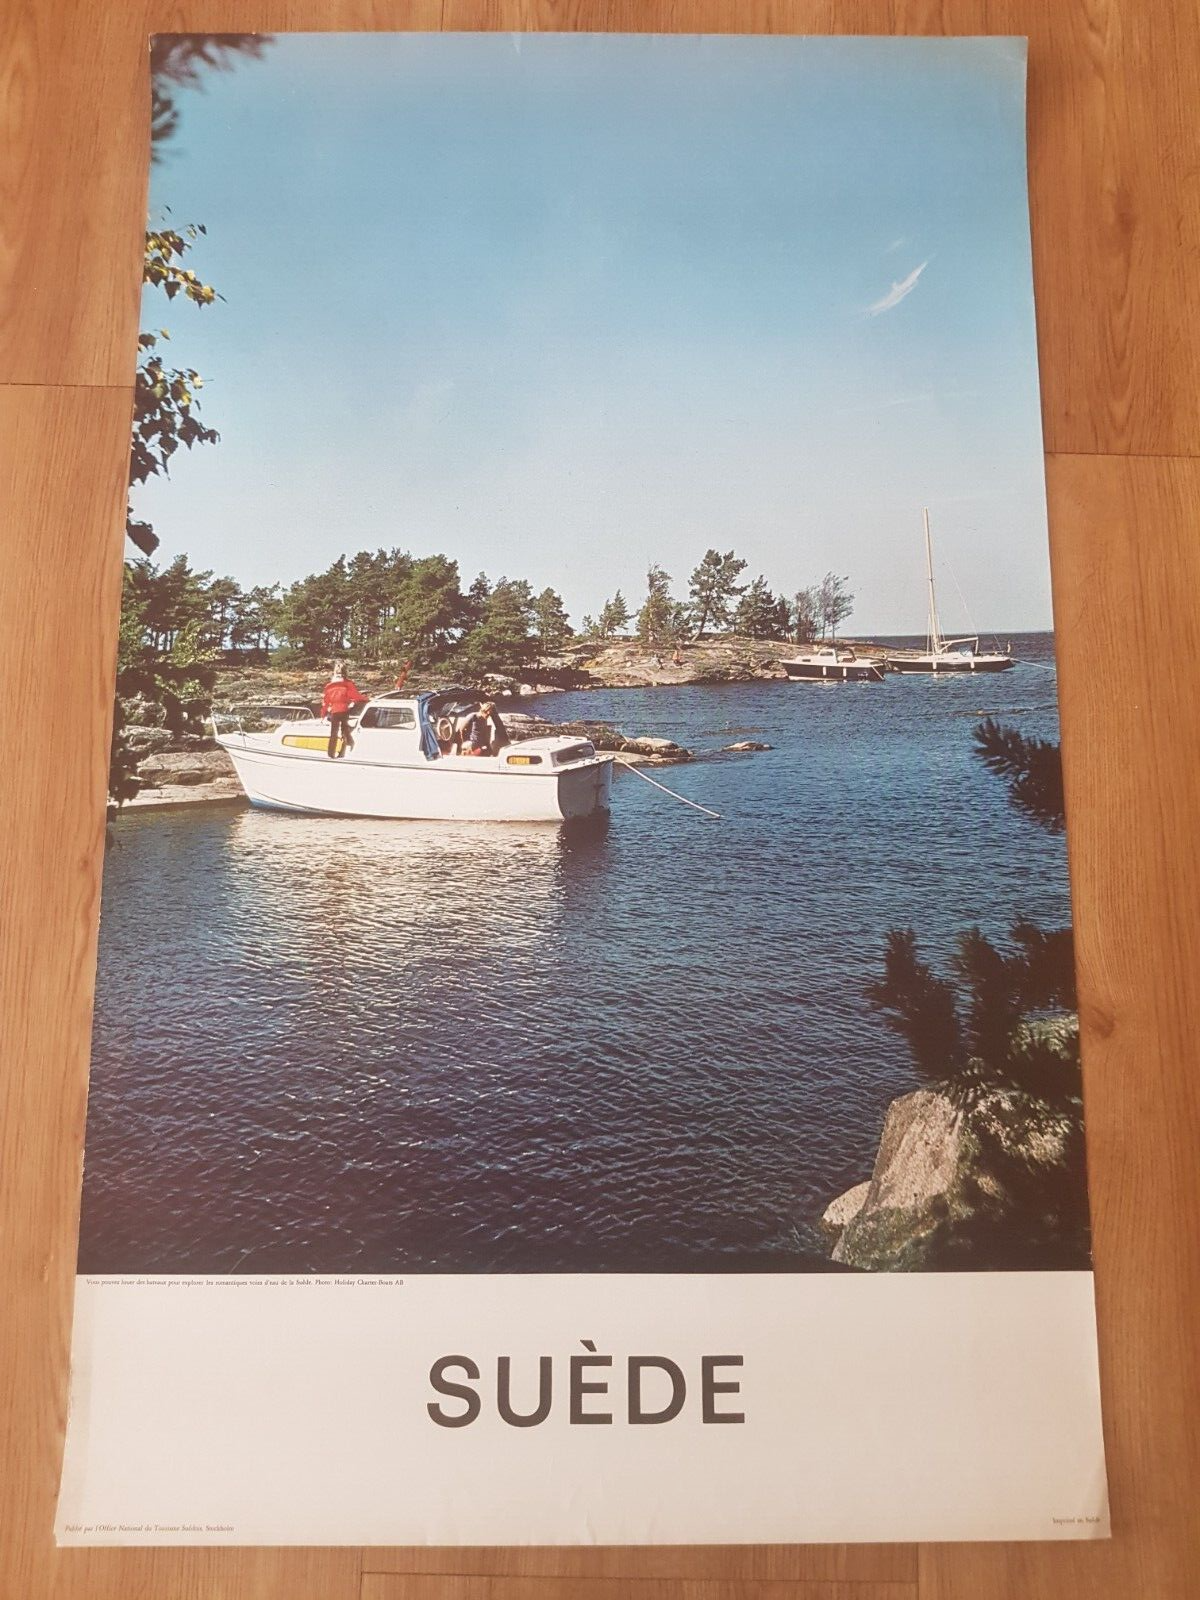 Vous pouvez louer des bateaux pour explorer les romantiques voies d'eau de la Suède. Photo: Holiday Charter-Boats AB
SUÈDE
Publié par l'Office National du Tourisme Suédois, Stockholm
Imprimé en Suède